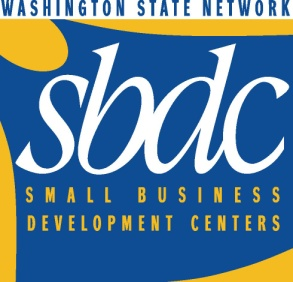 WASHINGTON STATE NETWORK
sbdc
SMALL BUSINESS
DEVELOPMENT CENTERS